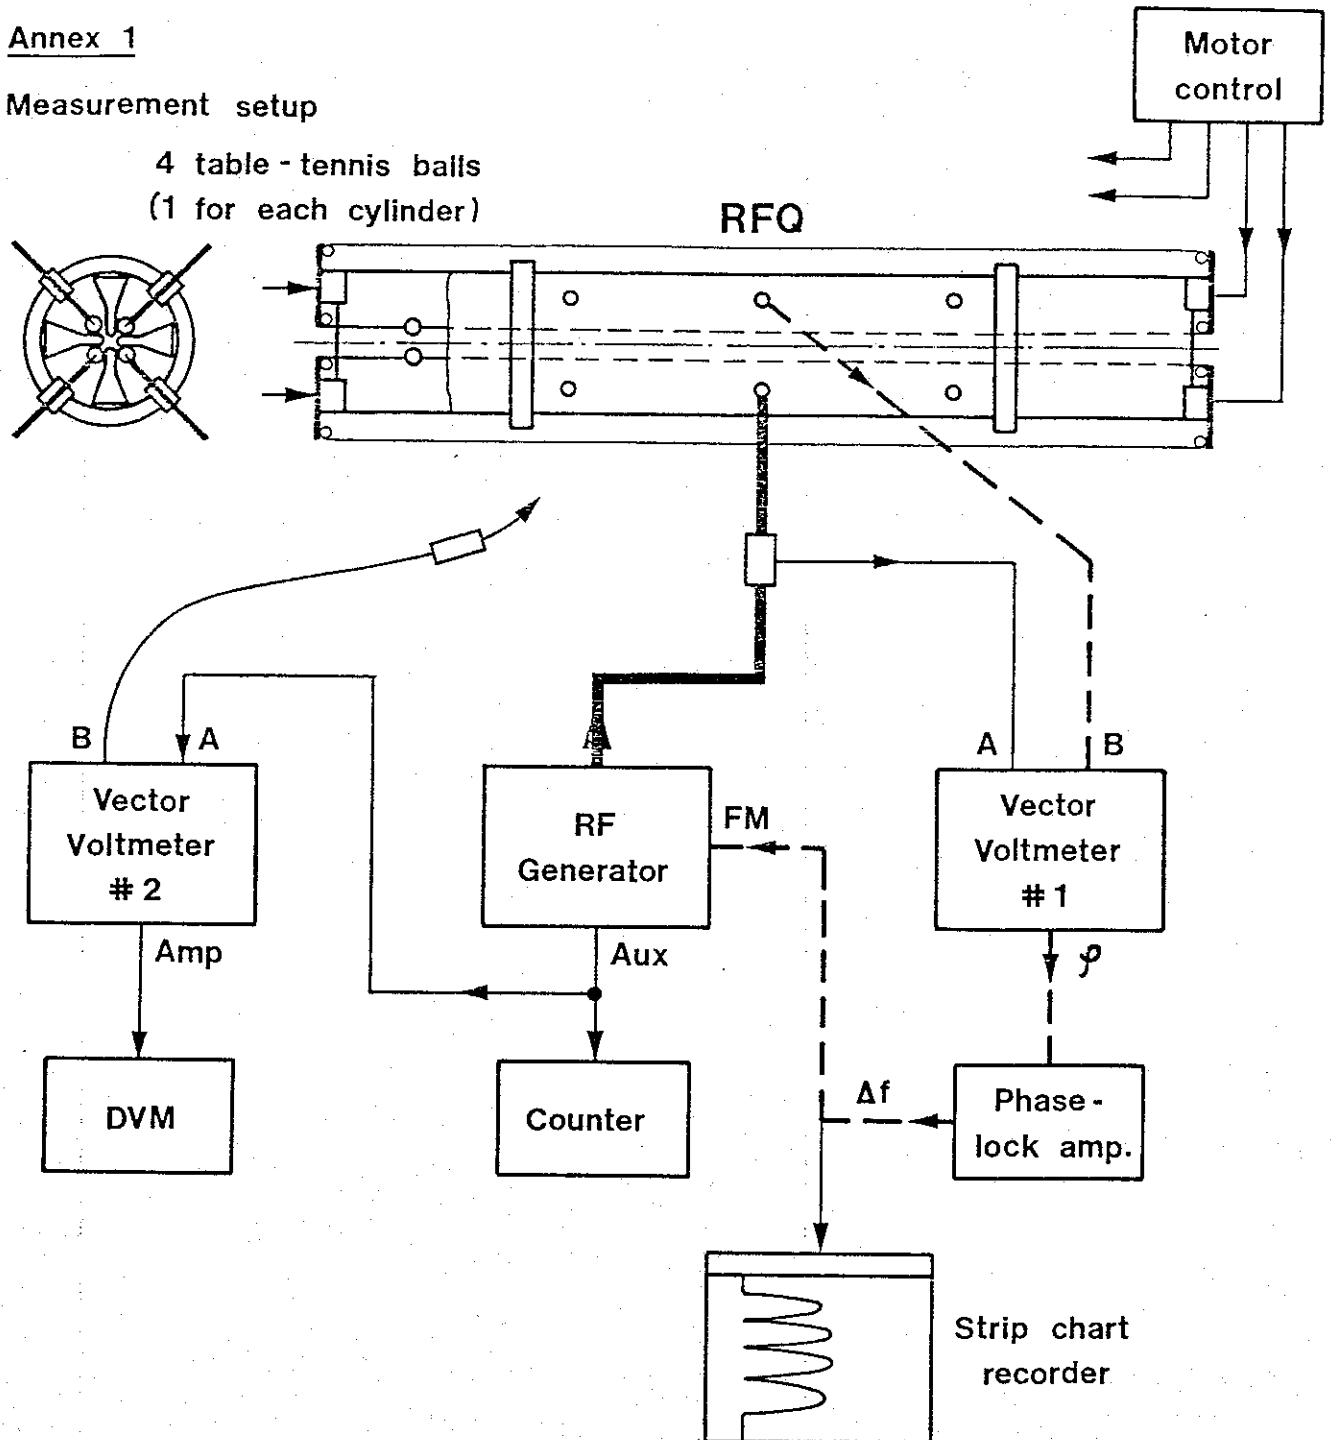 Annex 1
Motor
control
Measurement setup
4 table - tennis balls
(1 for each cylinder)
RFQ
B
A
A
B
Vector
Voltmeter
#2
RF
Generator
FM
Vector
Voltmeter
#1
Amp
Aux
φ
DVM
Counter
Δf
Phase-
lock amp.
Strip chart
recorder